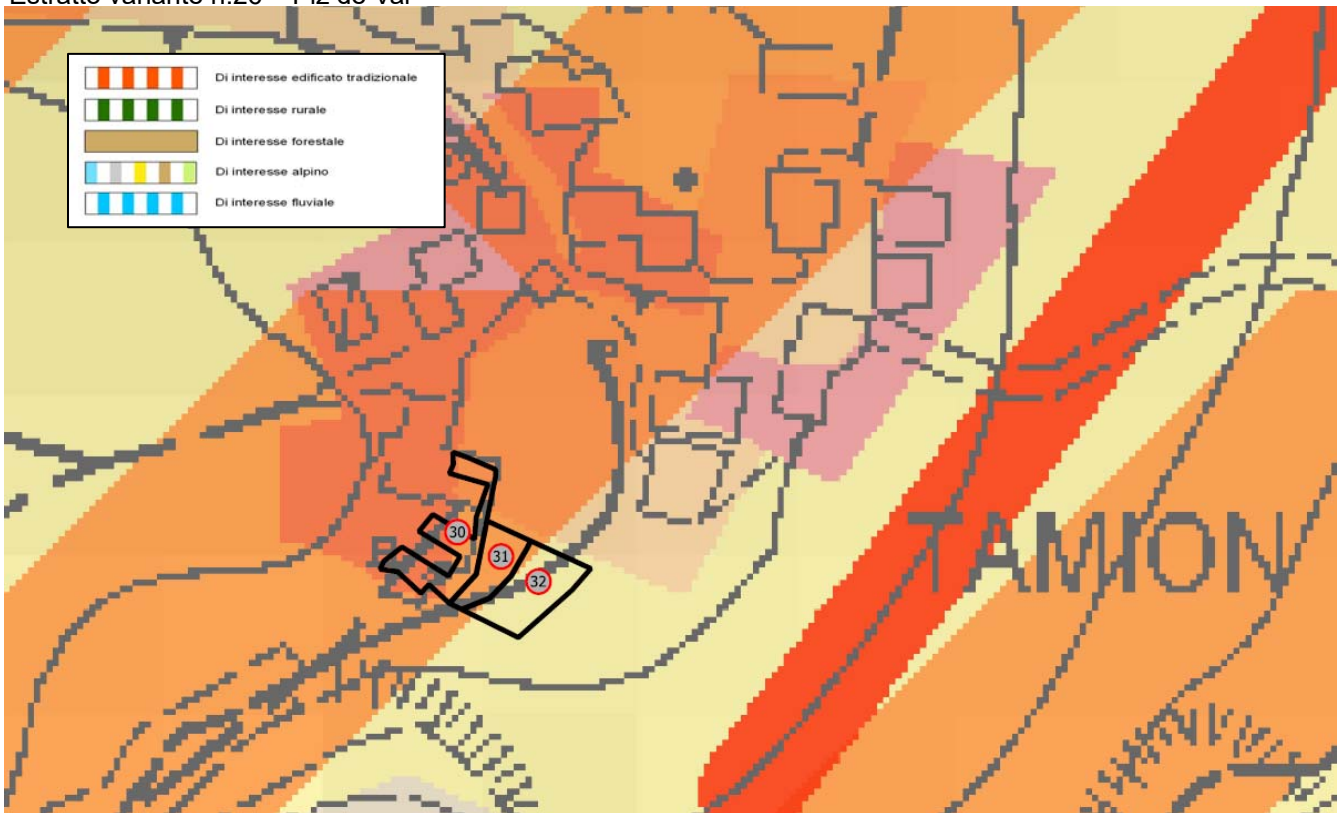 Di interesse edificato tradizionale
Di interesse rurale
Di interesse forestale
Di interesse alpino
Di interesse fluviale
30
31
32
TAMION